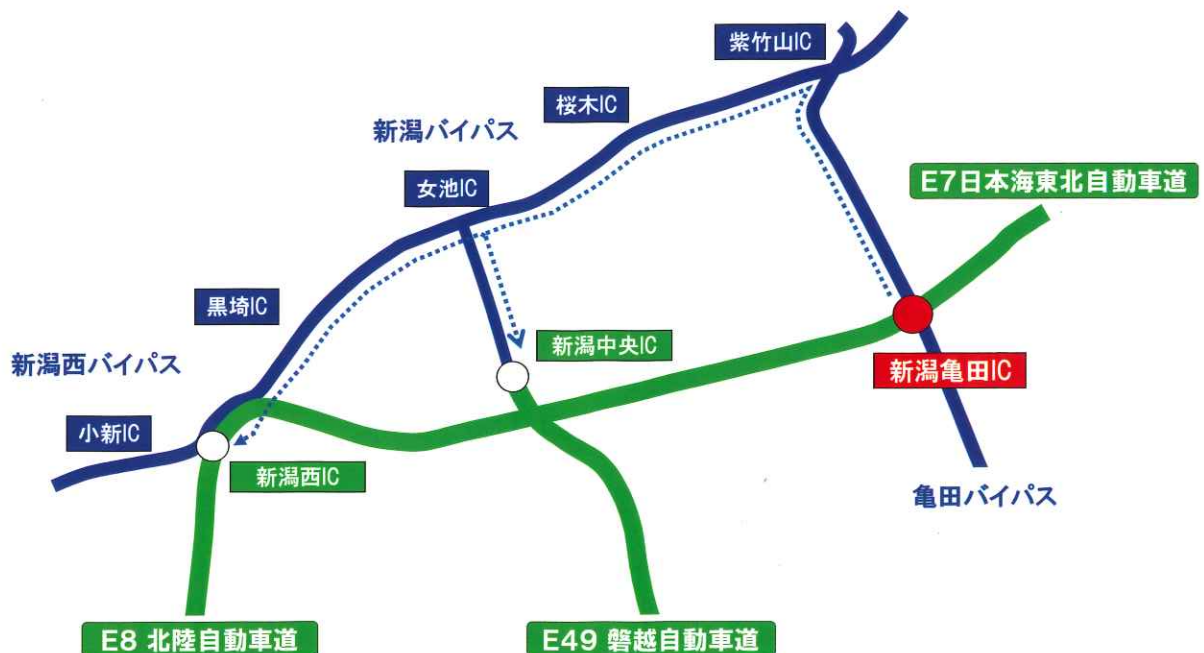 紫竹山IC
桜木IC
新潟バイパス
女池IC
E7日本海東北自動車道
黒埼IC
新潟中央IC
新潟西バイパス
新潟亀田IC
小新IC
新潟西IC
亀田バイパス
E8 北陸自動車道
E49 磐越自動車道